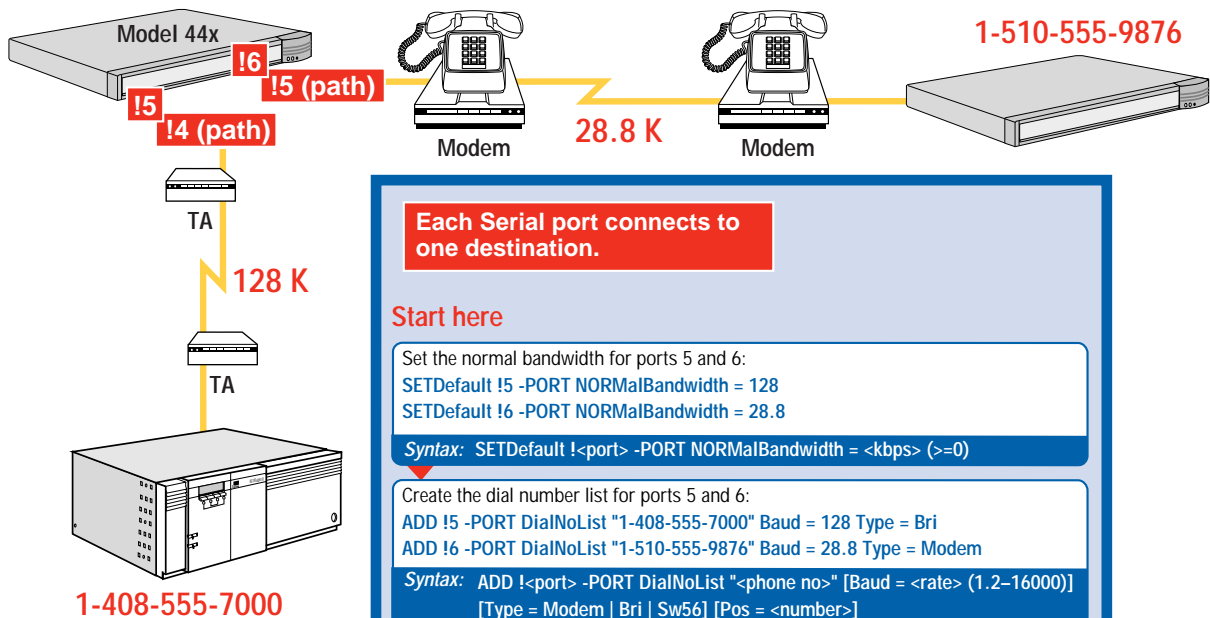 Model 44x
!6
!5 (path)
!5
!4 (path)
Modem
28.8 K
Modem
1-510-555-9876
TA
128 K
TA
1-408-555-7000
Each Serial port connects to
one destination.
Start here
Set the normal bandwidth for ports 5 and 6:
SETDefault !5 -PORT NORMalBandwidth = 128
SETDefault !6 -PORT NORMalBandwidth = 28.8
Syntax: SETDefault !<port> -PORT NORMalBandwidth = <kbps> (>=0)
Create the dial number list for ports 5 and 6:
ADD !5 -PORT DialNoList "1-408-555-7000" Baud = 128 Type = Bri
ADD !6 -PORT DialNoList "1-510-555-9876" Baud = 28.8 Type = Modem
Syntax: ADD !<port> -PORT DialNoList "<phone no>" [Baud = <rate> (1.2–16000)]
[Type = Modem | Bri | Sw56] [Pos = <number>]